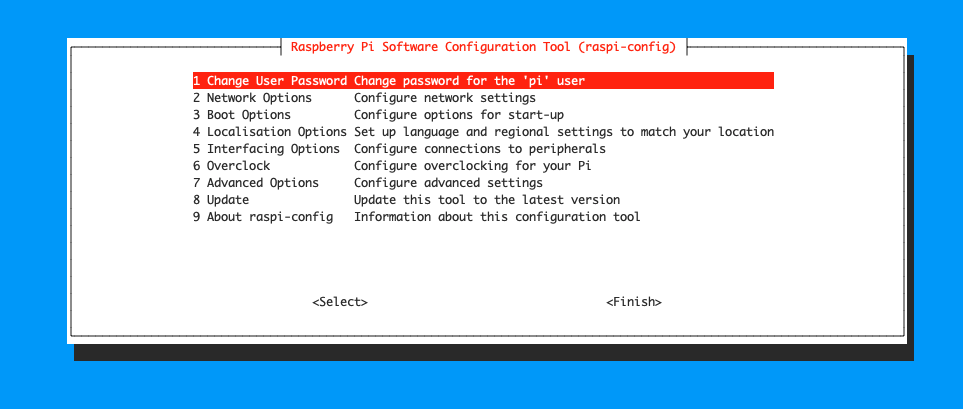 Raspberry Pi Software Configuration Tool (raspi-config)
1 Change User Password Change password for the 'pi' user
2 Network Options Configure network settings
3 Boot Options Configure options for start-up
4 Localisation Options Set up language and regional settings to match your location
5 Interfacing Options Configure connections to peripherals
6 Overclock Configure overclocking for your Pi
7 Advanced Options Configure advanced settings
8 Update Update this tool to the latest version
9 About raspi-config Information about this configuration tool
<Select> <Finish>